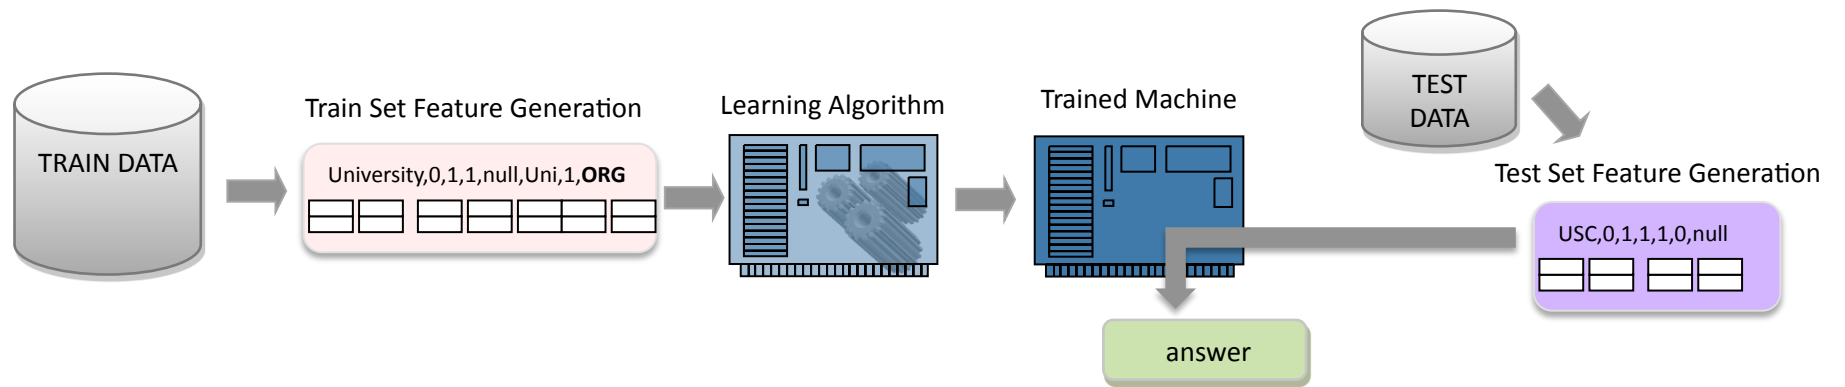 TRAIN DATA
Train Set Feature Generation
University,0,1,1,null,Uni,1,ORG
Learning Algorithm
Trained Machine
TEST
DATA
Test Set Feature Generation
USC,0,1,1,1,0,null
answer